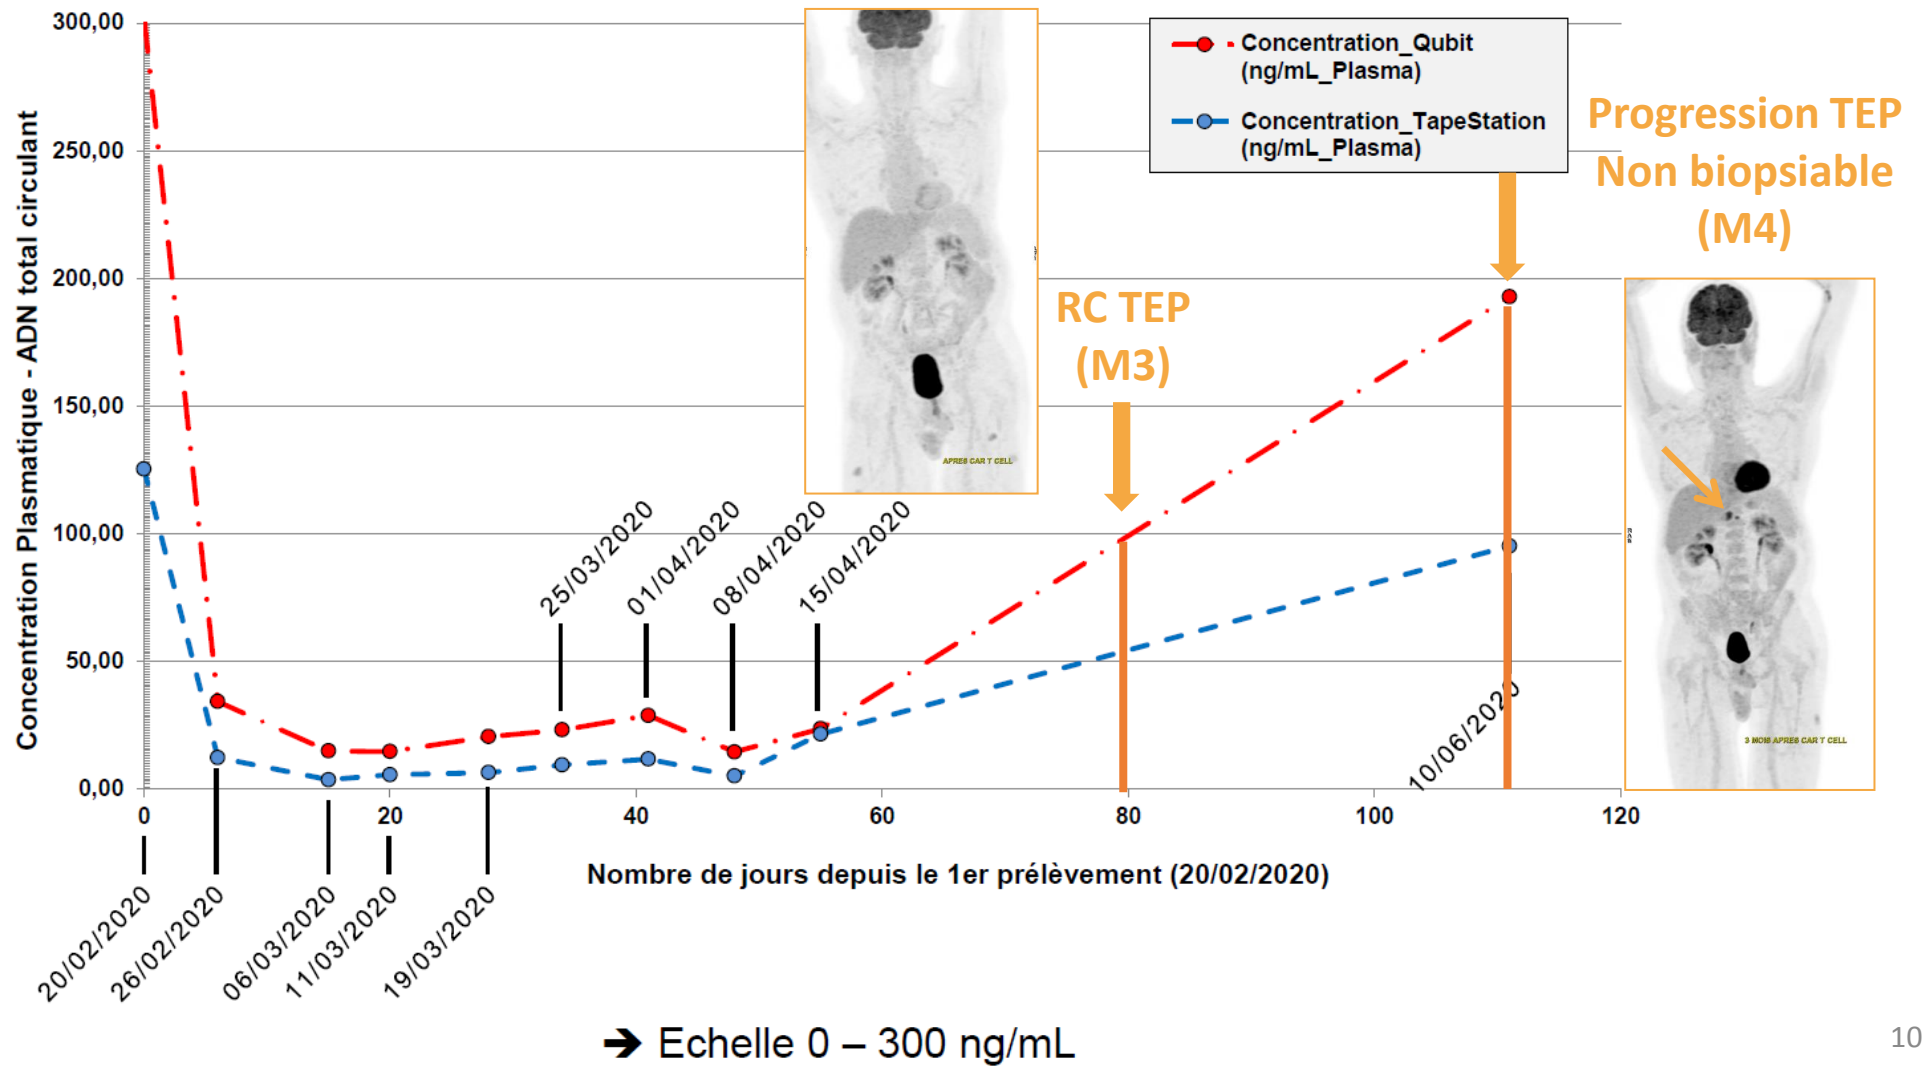 300,00
250,00
200,00
150,00
100,00
50,00
0,00
Concentration Plasmatique - ADN total circulant
Concentration_Qubit
(ng/mL_Plasma)
Concentration_TapeStation
(ng/mL_Plasma)
Progression TEP
Non biopsiable
(M4)
RC TEP
(M3)
APRES CAR T CELL
3 MOIS APRES CAR T CELL
25/03/2020
01/04/2020
08/04/2020
15/04/2020
10/06/2020
0
20
40
60
80
100
120
20/02/2020
26/02/2020
06/03/2020
11/03/2020
19/03/2020
Nombre de jours depuis le 1er prélèvement (20/02/2020)
➔ Echelle 0 – 300 ng/mL
10